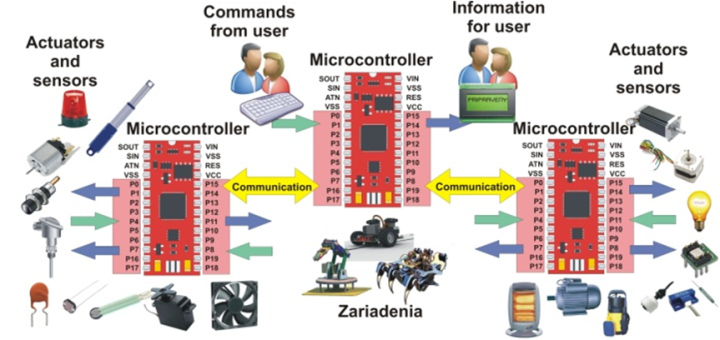 Commands
from user
Information
for user
Actuators
and
sensors
Microcontroller
Actuators
and
sensors
SOUT VIN
SIN VSS
ATN RES
VSS VCC
P0 P15
P1 P14
P2 P13
P3 P12
P4 P11
P5 P10
P6 P9
P7 P8
P16 P19
P17 P18
PRIPRAVENY
Microcontroller
SOUT VIN
SIN VSS
ATN RES
VSS VCC
P0 P15
P1 P14
P2 P13
P3 P12
P4 P11
P5 P10
P6 P9
P7 P8
P16 P19
P17 P18
Communication
Communication
Microcontroller
SOUT VIN
SIN VSS
ATN RES
VSS VCC
P0 P15
P1 P14
P2 P13
P3 P12
P4 P11
P5 P10
P6 P9
P7 P8
P16 P19
P17 P18
Zariadenia